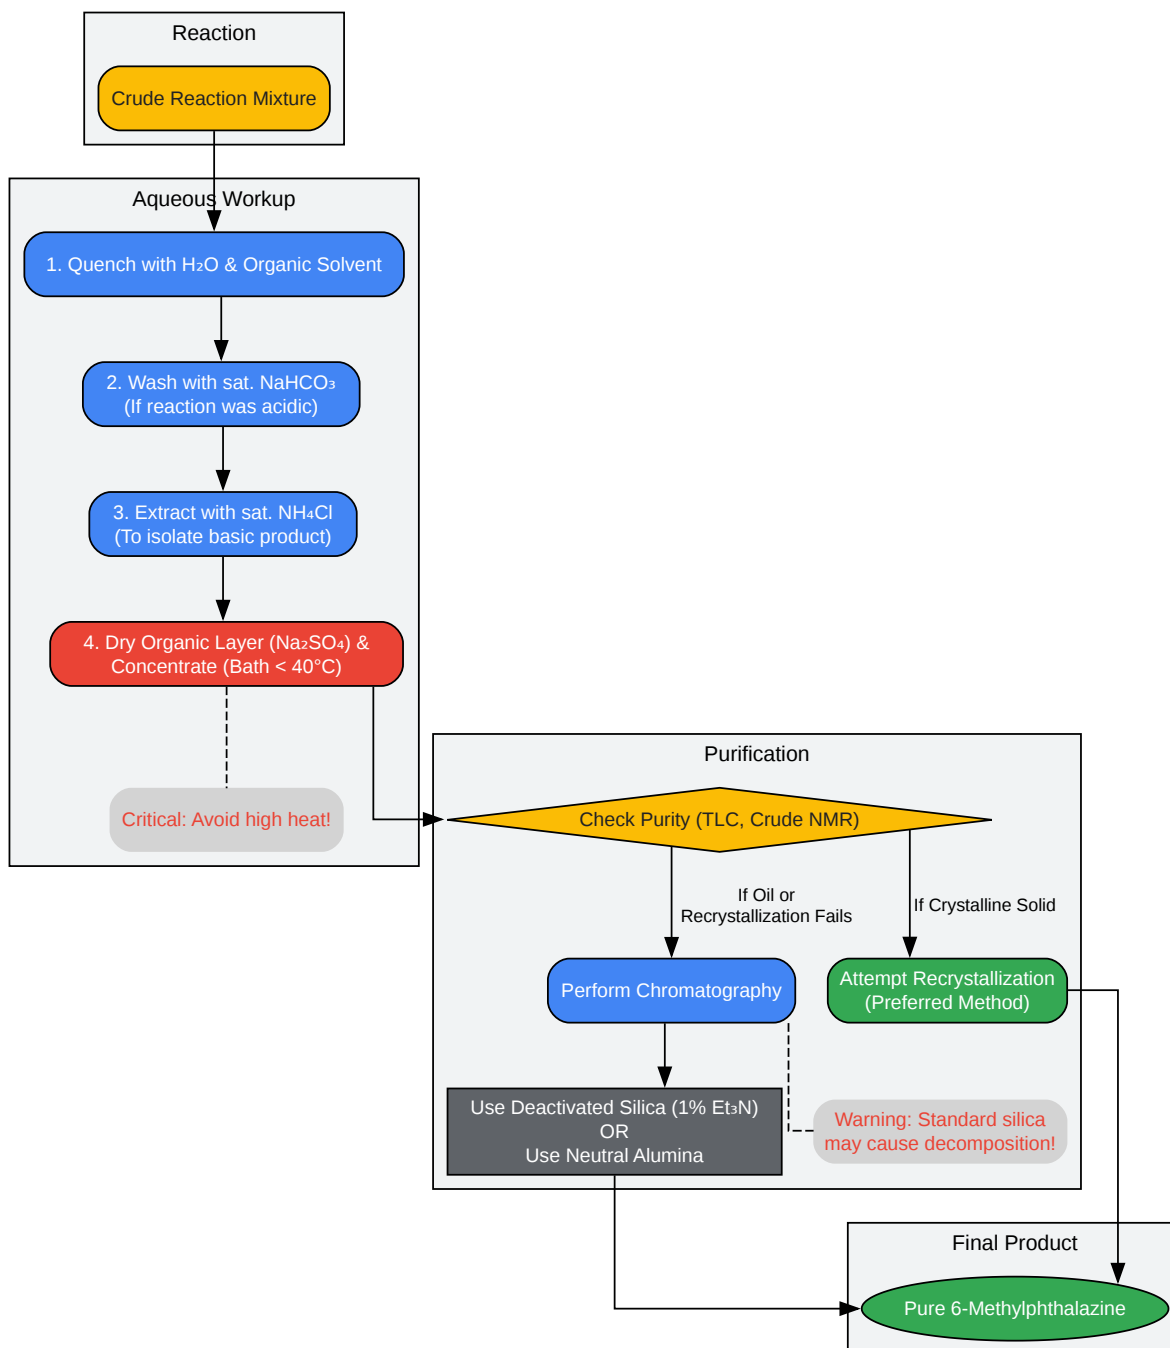 Reaction
Crude Reaction Mixture
Aqueous Workup
1. Quench with H₂O & Organic Solvent
2. Wash with sat. NaHCO₃
(If reaction was acidic)
3. Extract with sat. NH₄Cl
(To isolate basic product)
4. Dry Organic Layer (Na₂SO₄) &
Concentrate (Bath < 40°C)
Critical: Avoid high heat!
Purification
Check Purity (TLC, Crude NMR)
If Oil or
Recrystallization Fails
If Crystalline Solid
Perform Chromatography
Attempt Recrystallization
(Preferred Method)
Use Deactivated Silica (1% Et₃N)
OR
Use Neutral Alumina
Warning: Standard silica
may cause decomposition!
Final Product
Pure 6-Methylphthalazine